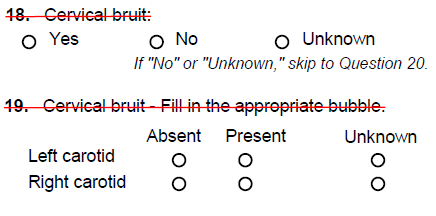 18. Cervical bruit:
Yes No Unknown
If "No" or "Unknown," skip to Question 20.
19. Cervical bruit - Fill in the appropriate bubble.
Absent Present Unknown
Left carotid
Right carotid